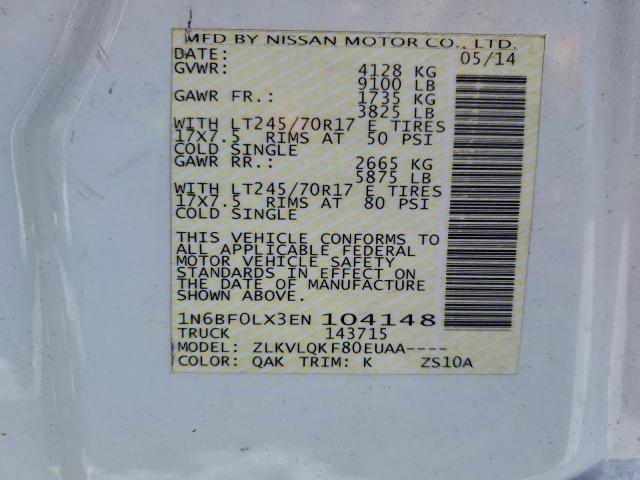 MFD BY NISSAN MOTOR CO., LTD.
DATE: 05/14
GVWR: 4128 KG
9100 LB
GAWR FR.: 1735 KG
3825 LB
WITH LT245/70R17 E TIRES
17X7.5 RIMS AT 50 PSI
COLD SINGLE
GAWR RR.: 2665 KG
5875 LB
WITH LT245/70R17 E TIRES
17X7.5 RIMS AT 80 PSI
COLD SINGLE
THIS VEHICLE CONFORMS TO
ALL APPLICABLE FEDERAL
MOTOR VEHICLE SAFETY
STANDARDS IN EFFECT ON
THE DATE OF MANUFACTURE
SHOWN ABOVE.
1N6BF0LX3EN 104148
TRUCK 143715
MODEL: ZLKVLQKF80EUAA----
COLOR: QAK TRIM: K ZS10A